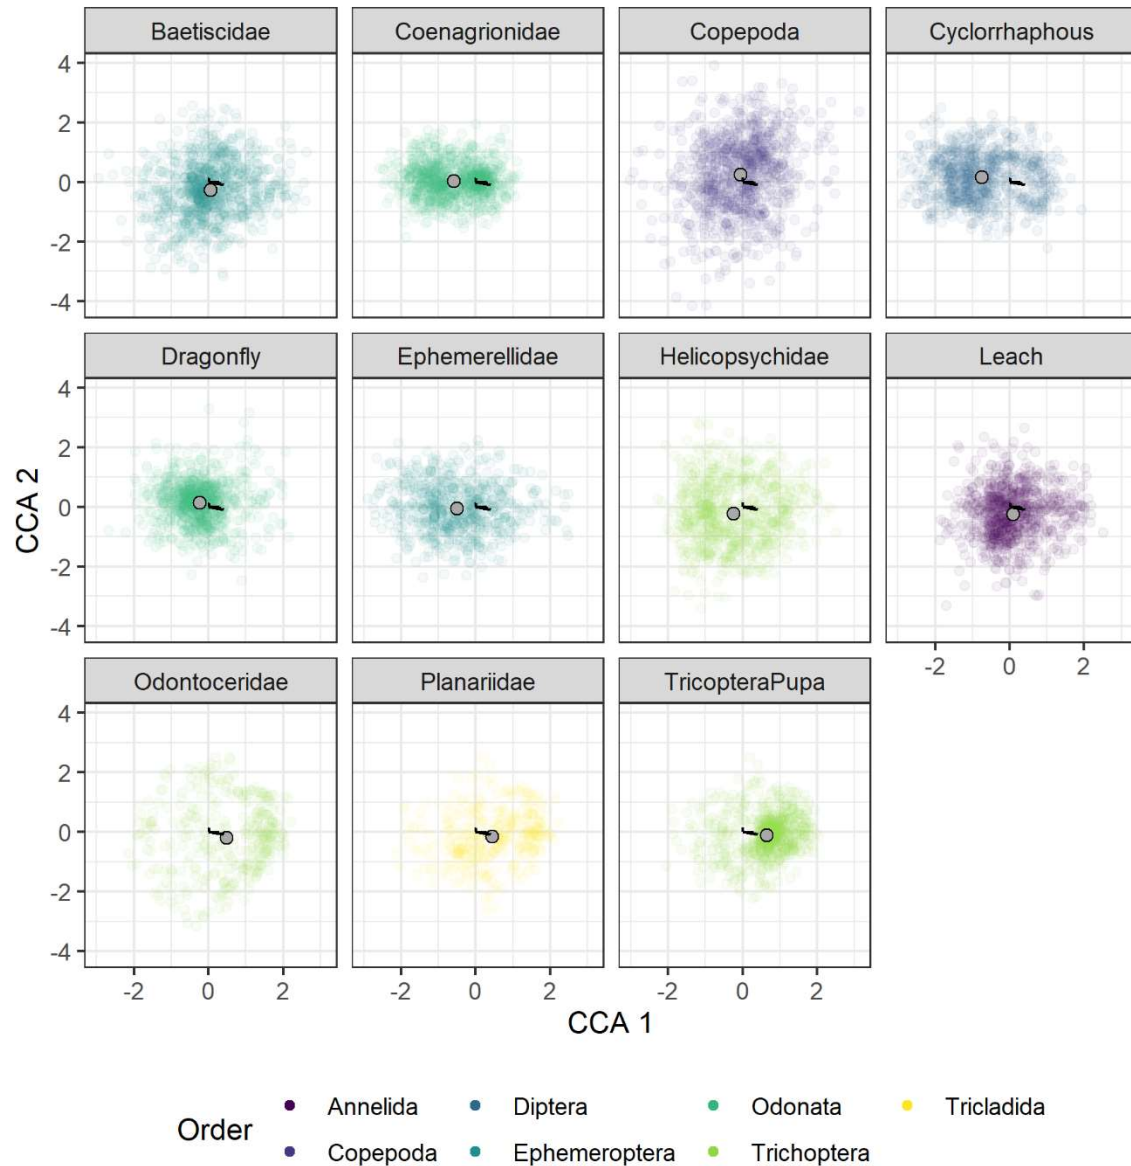 Baetiscidae Coenagrionidae Copepoda Cyclorrhaphous
4
2
0
-2
-4
Dragonfly Ephemerellidae Helicopsychidae Leach
4
2
0
-2
-4
-2 0 2
CCA 2
Odontoceridae Planariidae TricopteraPupa
4
2
0
-2
-4
-2 0 2 -2 0 2 -2 0 2
CCA 1
Order
Annelida Diptera Odonata Tricladida
Copepoda Ephemeroptera Trichoptera